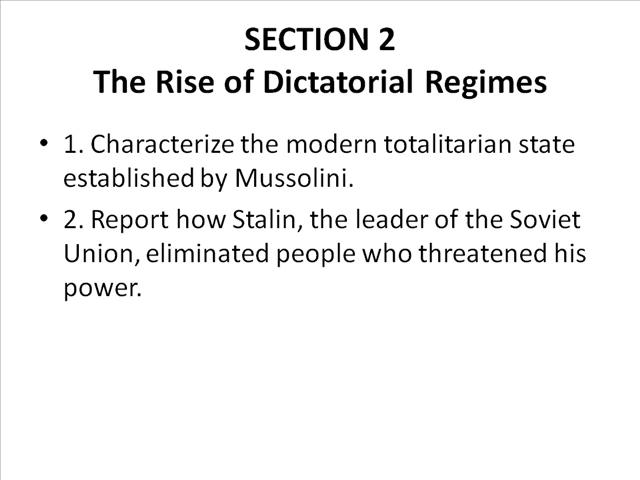 SECTION 2
The Rise of Dictatorial Regimes
• 1. Characterize the modern totalitarian state
established by Mussolini.
• 2. Report how Stalin, the leader of the Soviet
Union, eliminated people who threatened his
power.